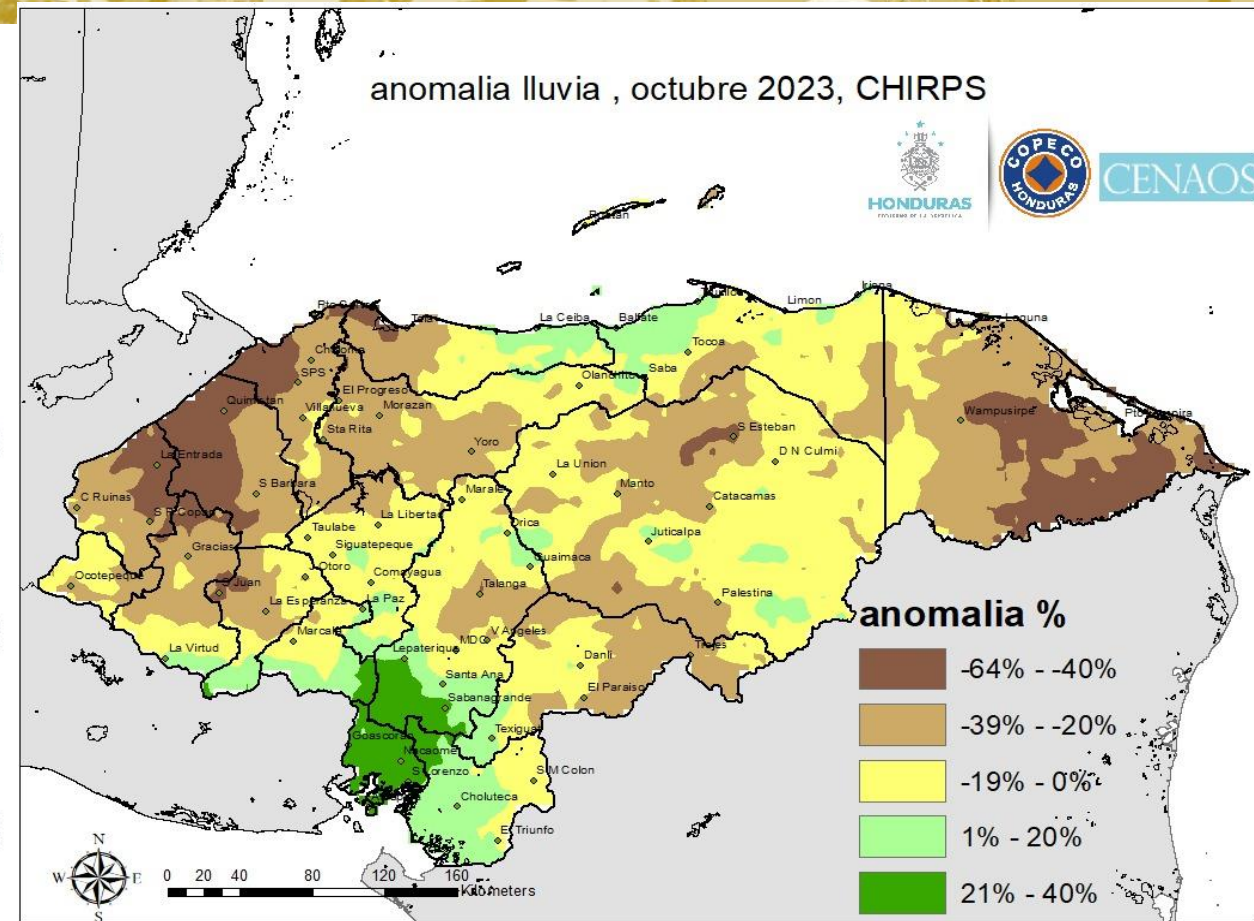 anomalia lluvia , octubre 2023, CHIRPS
HONDURAS
COPECO
HONDURAS
CENAOS
Limon
La Ceiba
Balfate
Tocoa
SPS
Saba
El Progreso
Quimistan
Villanueva
Morazan
Wampusirpe
Sta Rita
S Esteban
Yoro
La Entrada
D N Culmi
La Union
S Barbara
Manto
Marale
C Ruinas
Catacamas
La Libertad
Taulabe
Orica
Juticalpa
Gracias
Siguatepeque
Guaimaca
Ocotepeque
Otoro
Comayagua
S Juan
Talanga
La Esperanza
La Paz
Palestina
Marcala
MDC
V Angeles
La Virtud
Lepaterique
Danli
Trojes
Santa Ana
El Paraiso
Sabanagrande
Goascoran
Texiguat
Nacaome
S Lorenzo
S M Colon
Choluteca
El Triunfo
anomalia %
-64% - -40%
-39% - -20%
-19% - 0%
1% - 20%
21% - 40%
N
W E
S
0 20 40 80 120 160
Kilometers